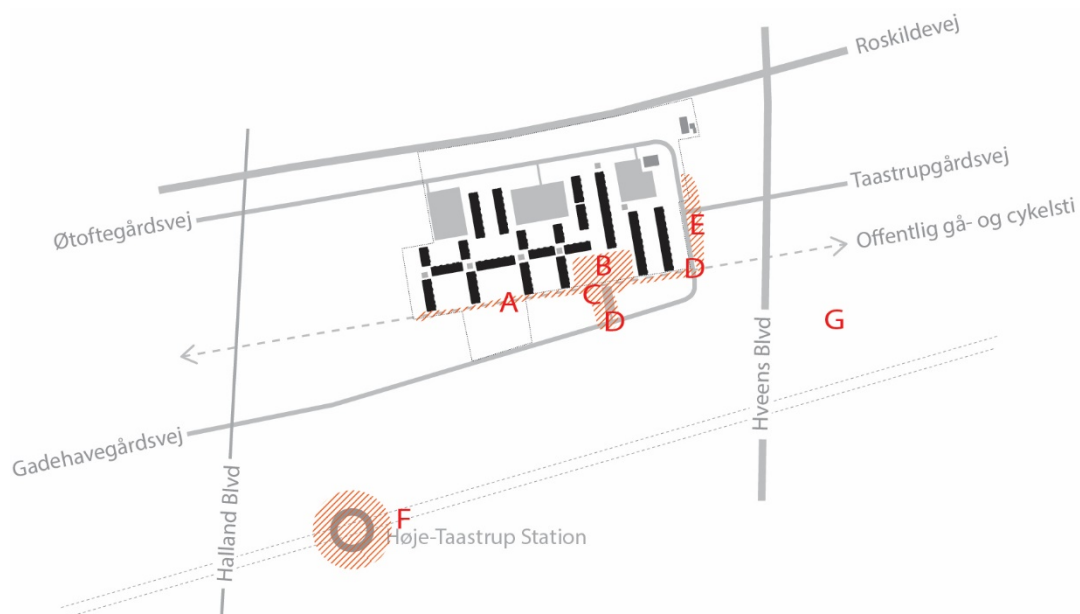 Roskildevej
Taastrupgårdsvej
Øtoftegårdsvej
E
Offentlig gå- og cykelsti
B
D
C
A
D
G
Hveens Blvd
Gadehavegårdsvej
Halland Blvd
F
Høje-Taastrup Station